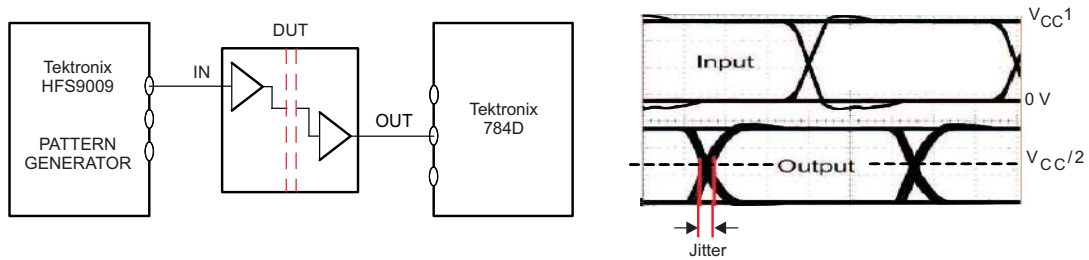 Tektronix
HFS9009
PATTERN
GENERATOR
IN
DUT
OUT
Tektronix
784D
Input
VCC1
0 V
Output
VCC/2
Jitter